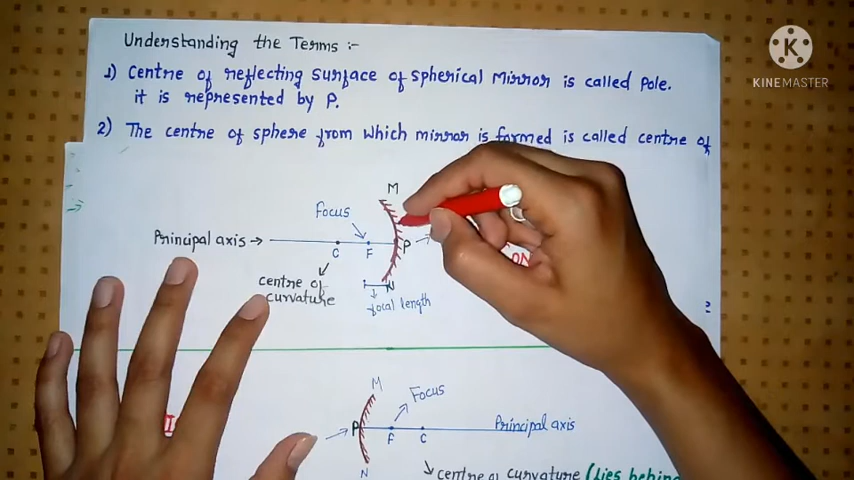 Understanding the Terms :-
1) Centre of reflecting surface of spherical mirror is called pole.
it is represented by P.
2) The centre of sphere from which mirror is formed is called centre of
M
Focus
Principal axis →
C
F
P
centre of
curvature
N
focal length
M
Focus
P
F
C
Principal axis
N
centre of curvature (lies behind
KINEMASTER